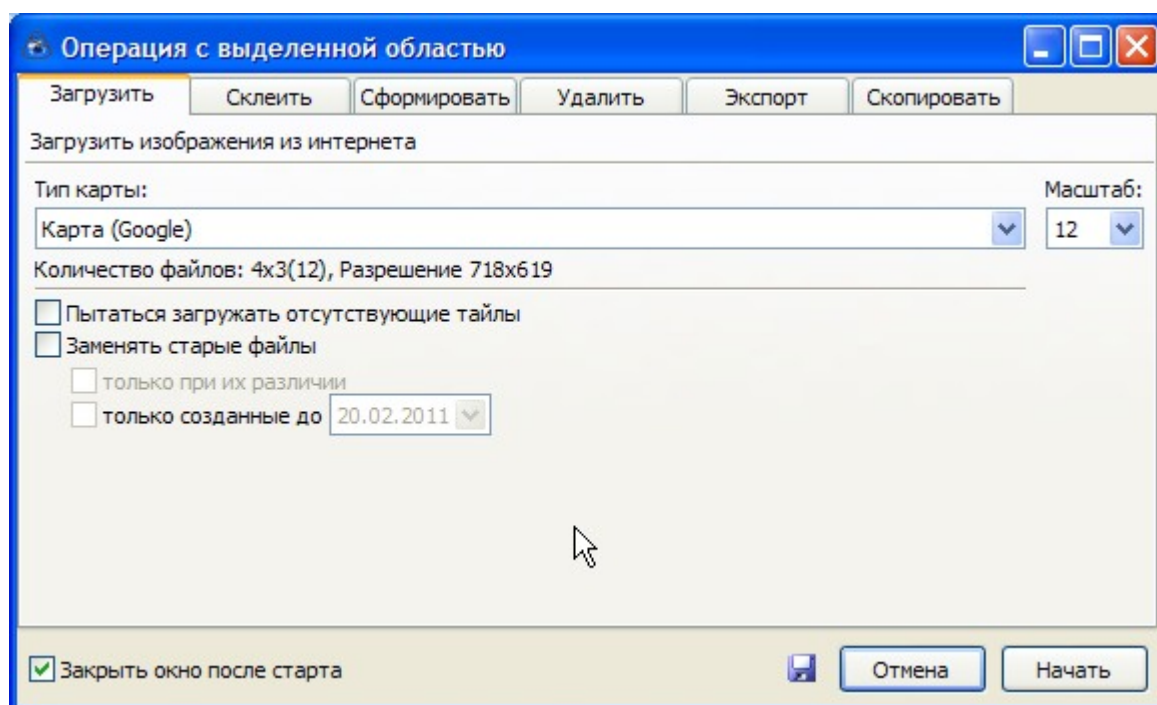 Операция с выделенной областью
Загрузить Склеить Сформировать Удалить Экспорт Скопировать
Загрузить изображения из интернета
Тип карты: Масштаб:
Карта (Google) 12
Количество файлов: 4x3(12), Разрешение 718x619
Пытаться загружать отсутствующие тайлы
Заменять старые файлы
только при их различии
только созданные до 20.02.2011
Закрыть окно после старта Отмена Начать